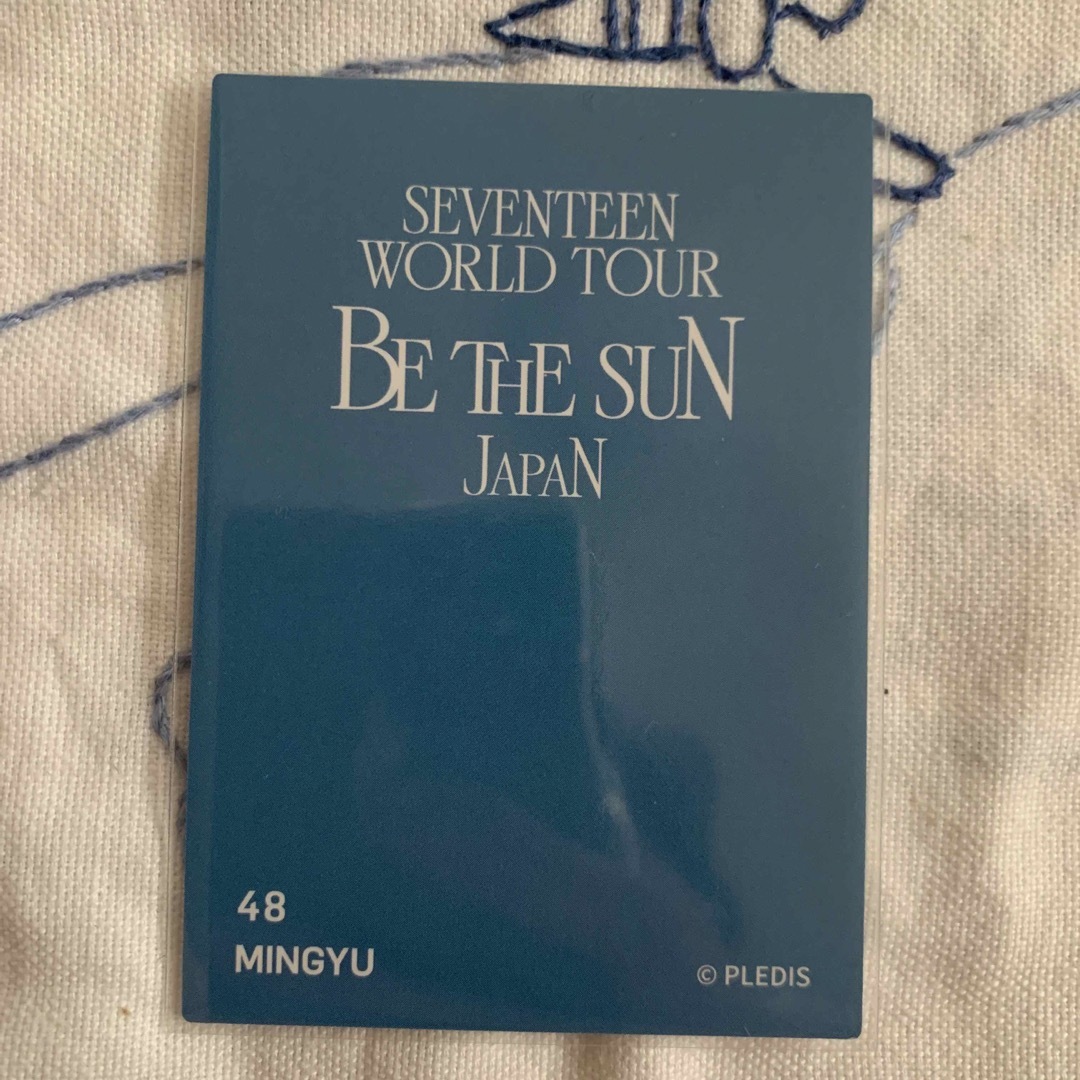 SEVENTEEN
WORLD TOUR
BE THE SUN
JAPAN
48
MINGYU
© PLEDIS